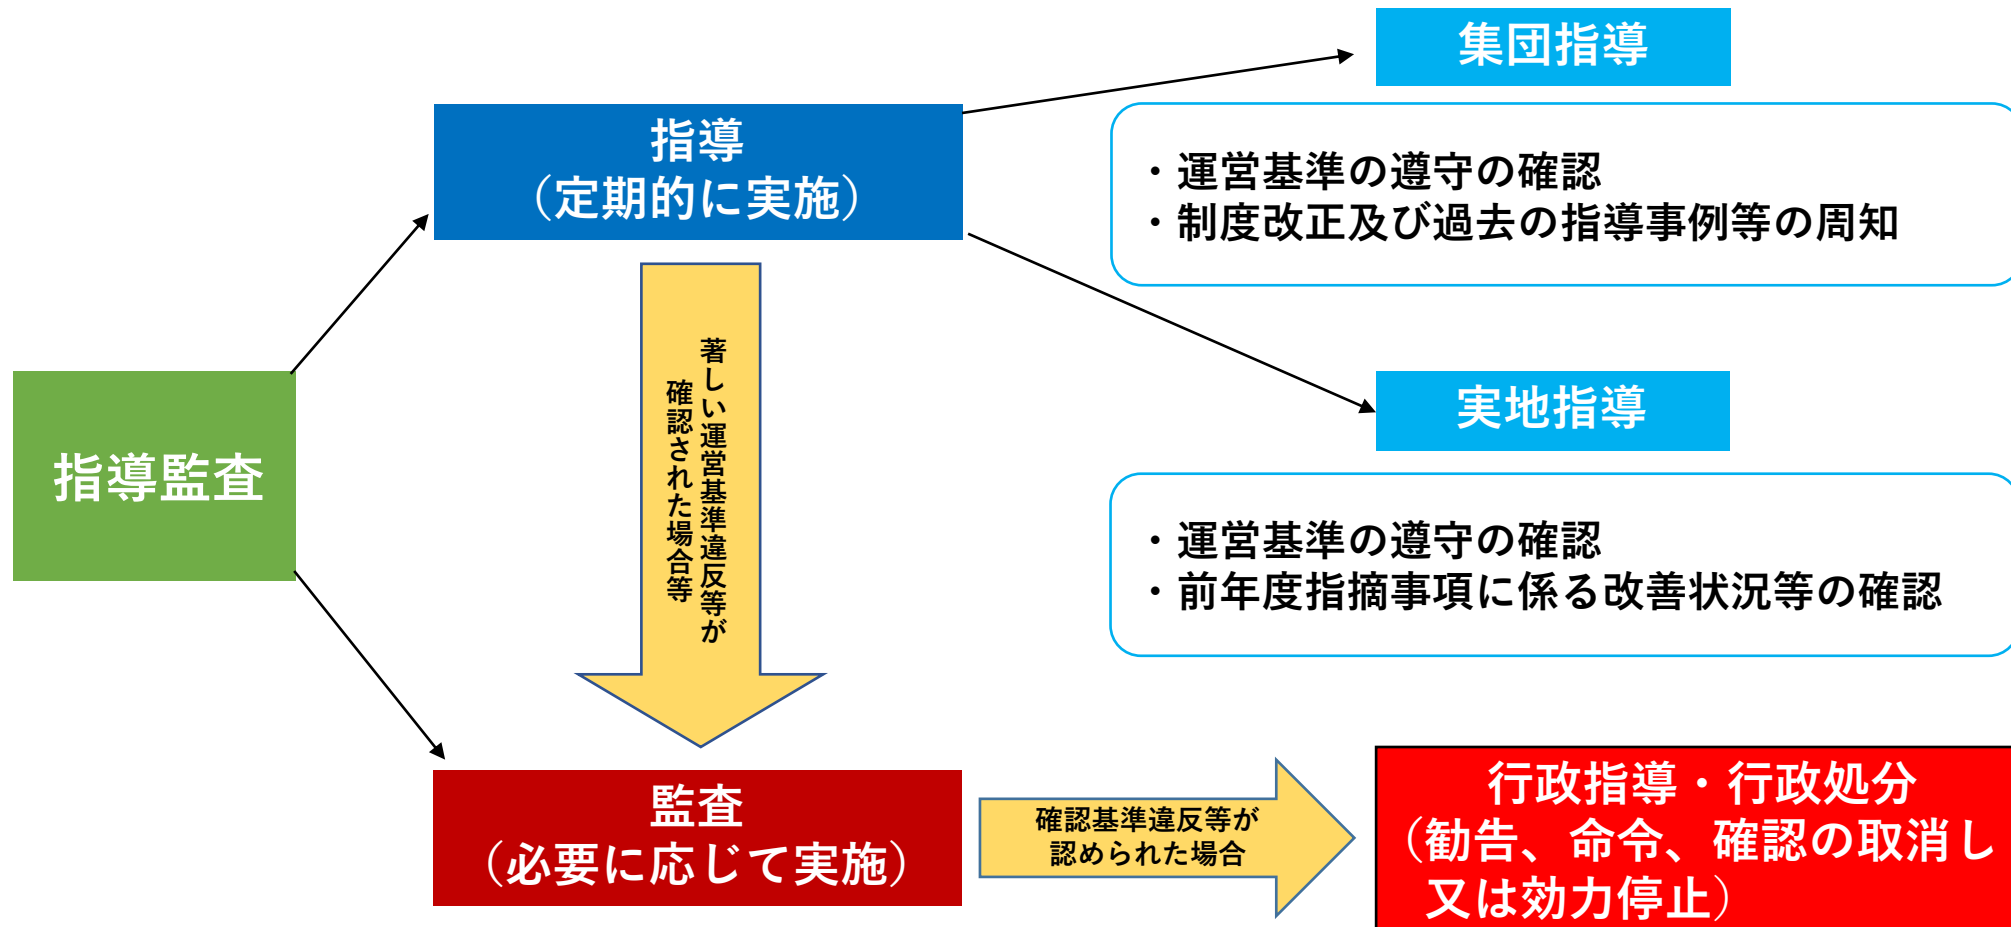 指導監査
指導
（定期的に実施）
集団指導
・運営基準の遵守の確認
・制度改正及び過去の指導事例等の周知
実地指導
・運営基準の遵守の確認
・前年度指摘事項に係る改善状況等の確認
著しい運営基準違反等が
確認された場合等
監査
（必要に応じて実施）
確認基準違反等が
認められた場合
行政指導・行政処分
（勧告、命令、確認の取消し
又は効力停止）